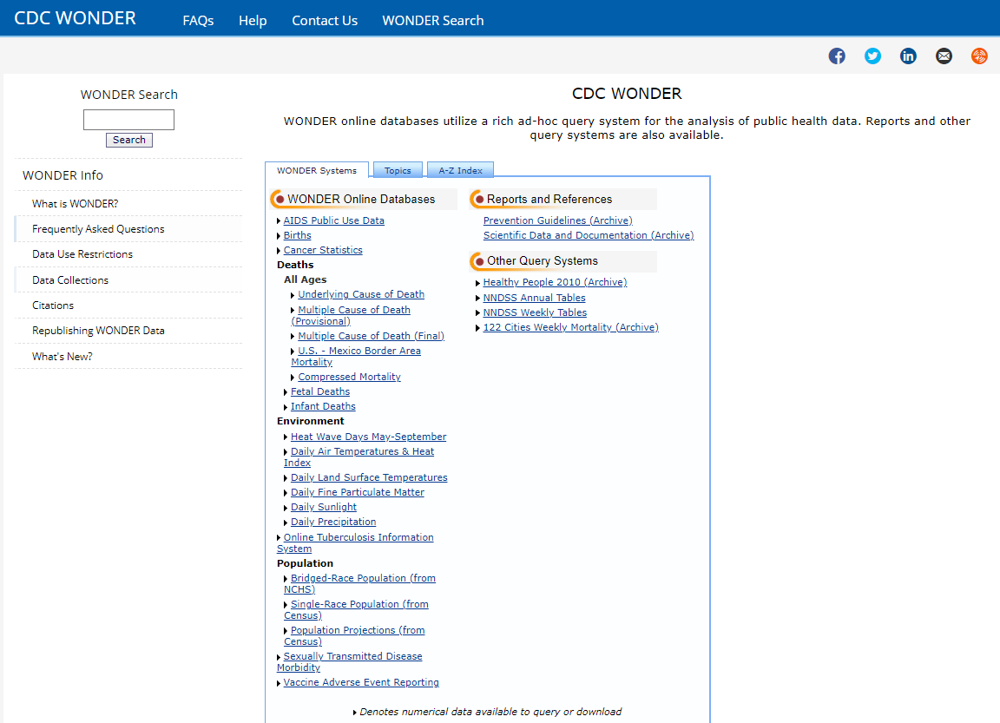 CDC WONDER
FAQs Help Contact Us WONDER Search
WONDER Search
Search
WONDER Info
What is WONDER?
Frequently Asked Questions
Data Use Restrictions
Data Collections
Citations
Republishing WONDER Data
What's New?
CDC WONDER
WONDER online databases utilize a rich ad-hoc query system for the analysis of public health data. Reports and other
query systems are also available.
WONDER Systems Topics A-Z Index
WONDER Online Databases
AIDS Public Use Data
Births
Cancer Statistics
Deaths
All Ages
Underlying Cause of Death
Multiple Cause of Death
(Provisional)
Multiple Cause of Death (Final)
U.S. - Mexico Border Area
Mortality
Compressed Mortality
Fetal Deaths
Infant Deaths
Environment
Heat Wave Days May-September
Daily Air Temperatures & Heat
Index
Daily Land Surface Temperatures
Daily Fine Particulate Matter
Daily Sunlight
Daily Precipitation
Online Tuberculosis Information
System
Population
Bridged-Race Population (from
NCHS)
Single-Race Population (from
Census)
Population Projections (from
Census)
Sexually Transmitted Disease
Morbidity
Vaccine Adverse Event Reporting
Reports and References
Prevention Guidelines (Archive)
Scientific Data and Documentation (Archive)
Other Query Systems
Healthy People 2010 (Archive)
NNDSS Annual Tables
NNDSS Weekly Tables
122 Cities Weekly Mortality (Archive)
Denotes numerical data available to query or download